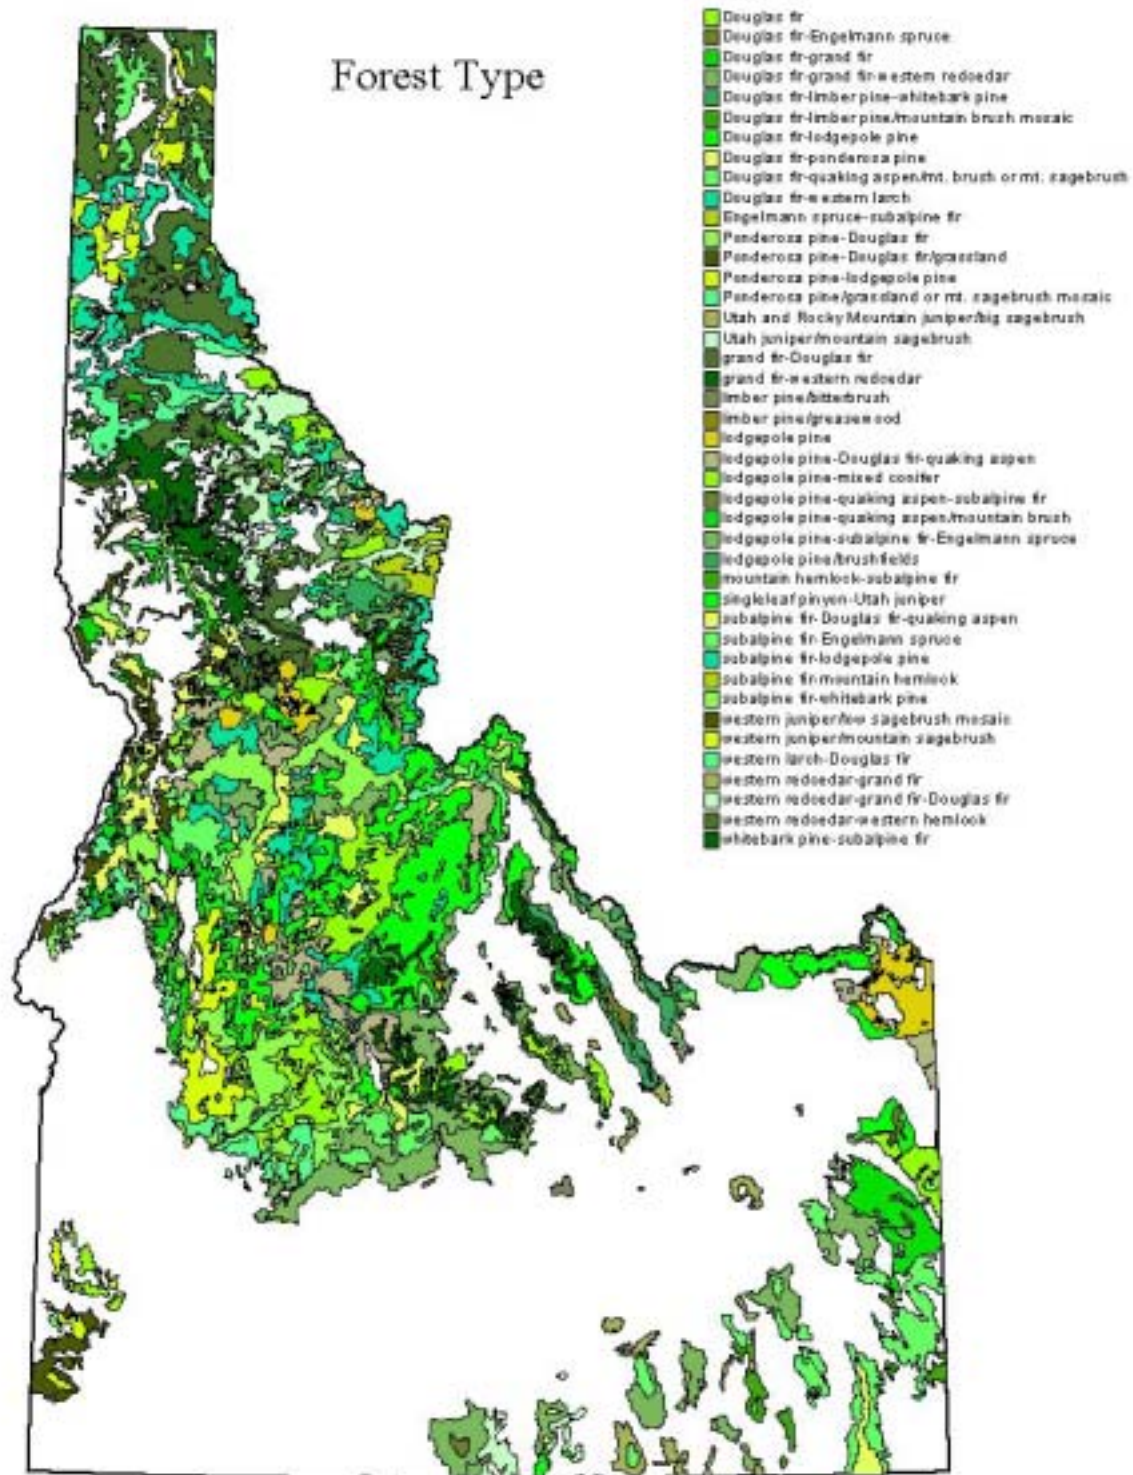 Forest Type
Douglas fir
Douglas fir-Engelmann spruce
Douglas fir-grand fir
Douglas fir-grand fir-western redcedar
Douglas fir-limber pine-whitebark pine
Douglas fir-limber pine/mountain brush mosaic
Douglas fir-lodgepole pine
Douglas fir-ponderosa pine
Douglas fir-quaking aspen/mt. brush or mt. sagebrush
Douglas fir-western larch
Engelmann spruce-subalpine fir
Ponderosa pine-Douglas fir
Ponderosa pine-Douglas fir/grassland
Ponderosa pine-lodgepole pine
Ponderosa pine/grassland or mt. sagebrush mosaic
Utah and Rocky Mountain juniper/big sagebrush
Utah juniper/mountain sagebrush
grand fir-Douglas fir
grand fir-western redcedar
limber pine/bitterbrush
limber pine/greasewood
lodgepole pine
lodgepole pine-Douglas fir-quaking aspen
lodgepole pine-mixed conifer
lodgepole pine-quaking aspen-subalpine fir
lodgepole pine-quaking aspen/mountain brush
lodgepole pine-subalpine fir-Engelmann spruce
lodgepole pine/brushfields
mountain hemlock-subalpine fir
singleleaf pinyon-Utah juniper
subalpine fir-Douglas fir-quaking aspen
subalpine fir-Engelmann spruce
subalpine fir-lodgepole pine
subalpine fir-mountain hemlock
subalpine fir-whitebark pine
western juniper/low sagebrush mosaic
western juniper/mountain sagebrush
western larch-Douglas fir
western redcedar-grand fir
western redcedar-grand fir-Douglas fir
western redcedar-western hemlock
whitebark pine-subalpine fir